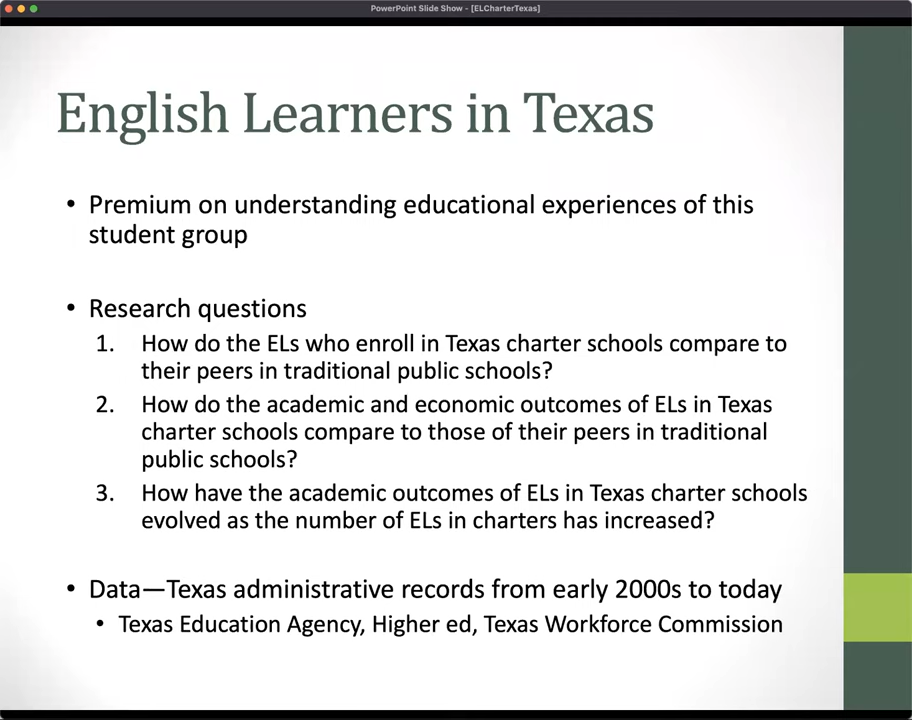 PowerPoint Slide Show - [ELCharterTexas]
English Learners in Texas
• Premium on understanding educational experiences of this
student group
• Research questions
1. How do the ELs who enroll in Texas charter schools compare to
their peers in traditional public schools?
2. How do the academic and economic outcomes of ELs in Texas
charter schools compare to those of their peers in traditional
public schools?
3. How have the academic outcomes of ELs in Texas charter schools
evolved as the number of ELs in charters has increased?
• Data—Texas administrative records from early 2000s to today
• Texas Education Agency, Higher ed, Texas Workforce Commission